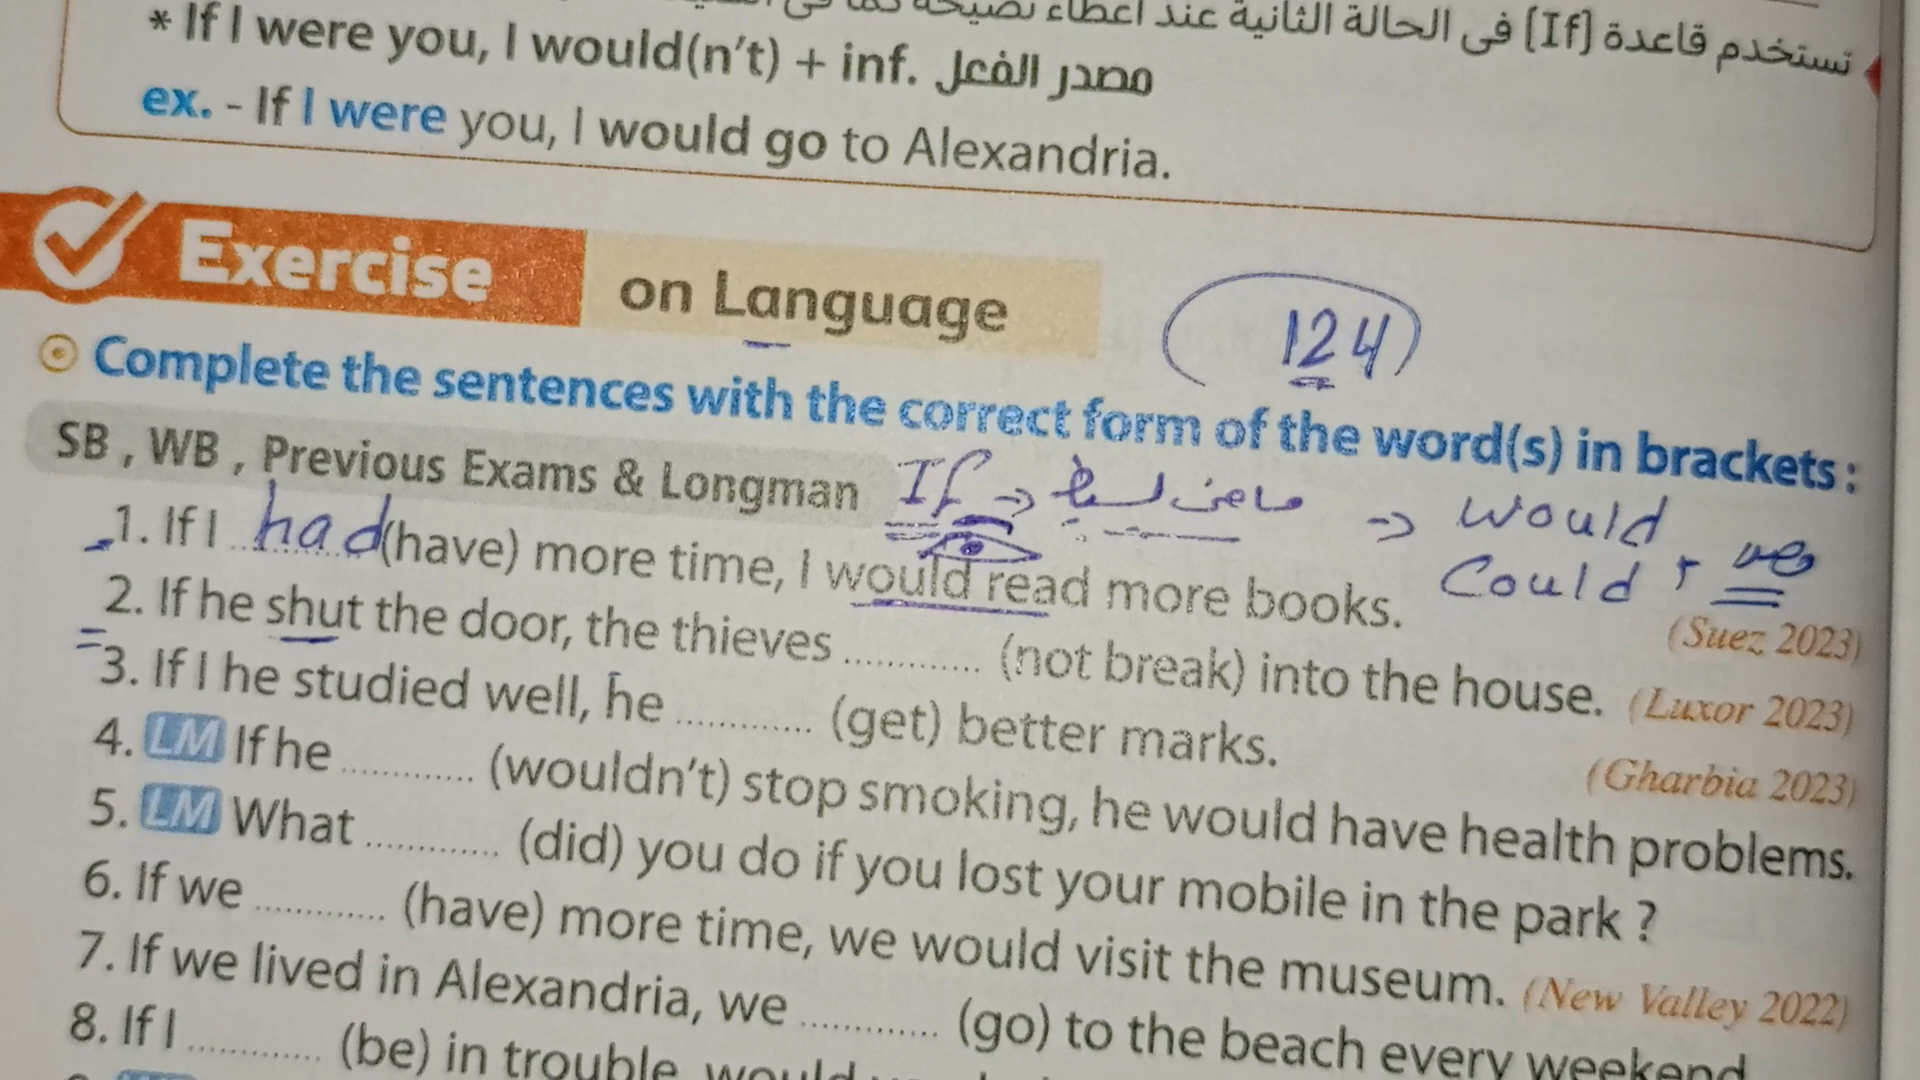 تستخدم قاعدة [If] فى الحالة الثانية عند اعطاء نصيحة كما فى
* If I were you, I would(n't) + inf. مصدر الفعل
ex. - If I were you, I would go to Alexandria.
Exercise on Language
124
Complete the sentences with the correct form of the word(s) in brackets :
SB , WB , Previous Exams & Longman
If → ماضى بسيط → would
Could +
1. If I had (have) more time, I would read more books. (Suez 2023)
2. If he shut the door, the thieves ............ (not break) into the house. (Luxor 2023)
3. If I he studied well, he ............ (get) better marks. (Gharbia 2023)
4. LM If he ............ (wouldn't) stop smoking, he would have health problems.
5. LM What ............ (did) you do if you lost your mobile in the park ?
6. If we ............ (have) more time, we would visit the museum. (New Valley 2022)
7. If we lived in Alexandria, we ............ (go) to the beach every weekend
8. If I ............ (be) in trouble, would